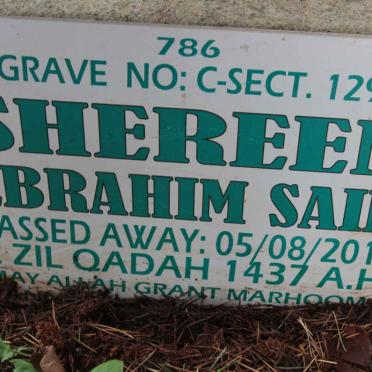 786
GRAVE NO: C-SECT. 129
SHEREE
EBRAHIM SAI
PASSED AWAY: 05/08/201
ZIL QADAH 1437 A.H
MAY ALLAH GRANT MARHOOM